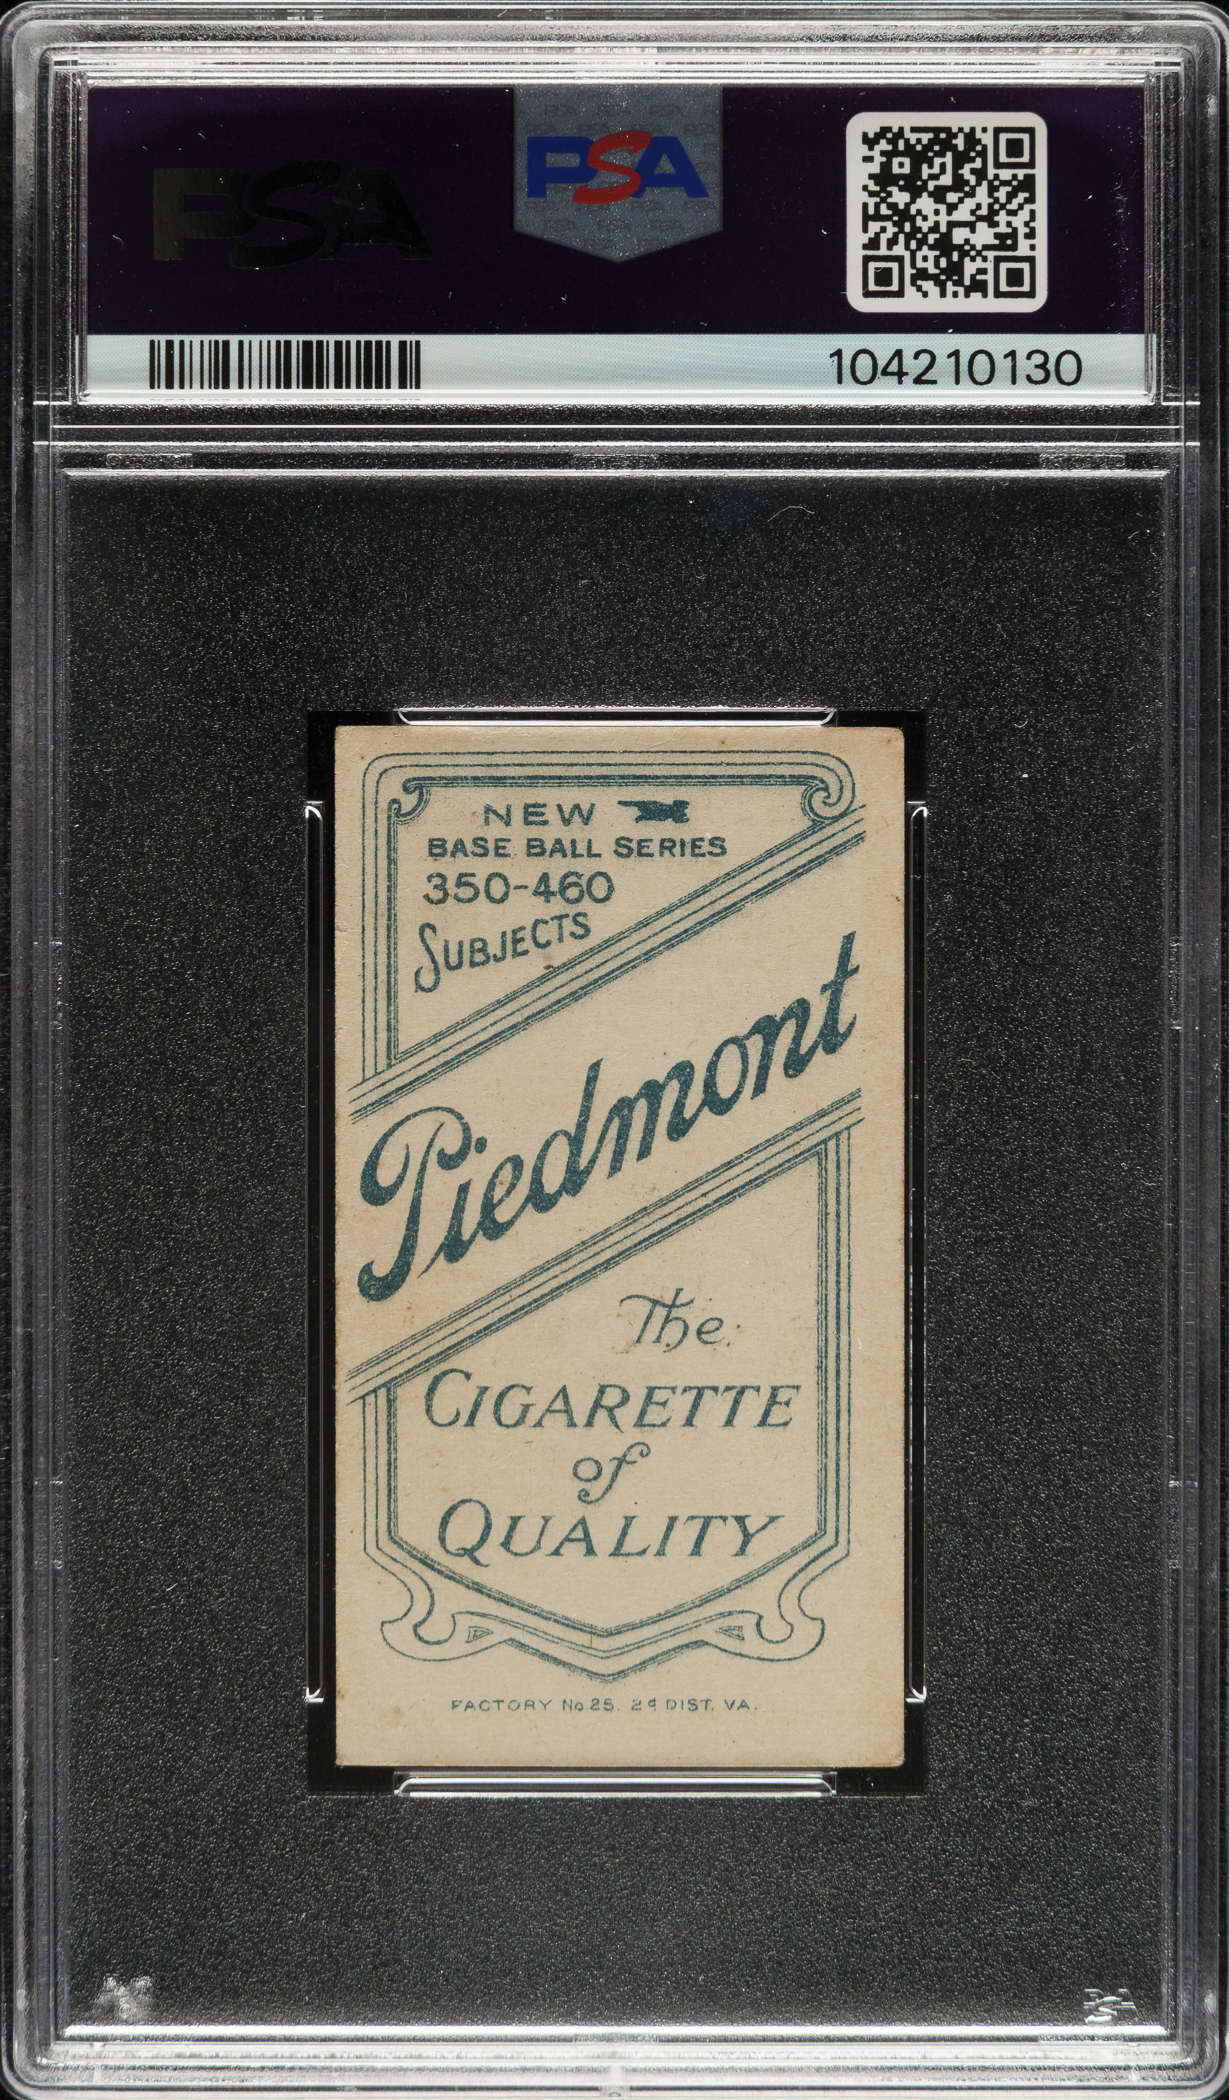 PSA
PSA
104210130
NEW
BASE BALL SERIES
350-460
SUBJECTS
Piedmont
The
CIGARETTE
of
QUALITY
FACTORY No. 25. 2d DIST. VA.